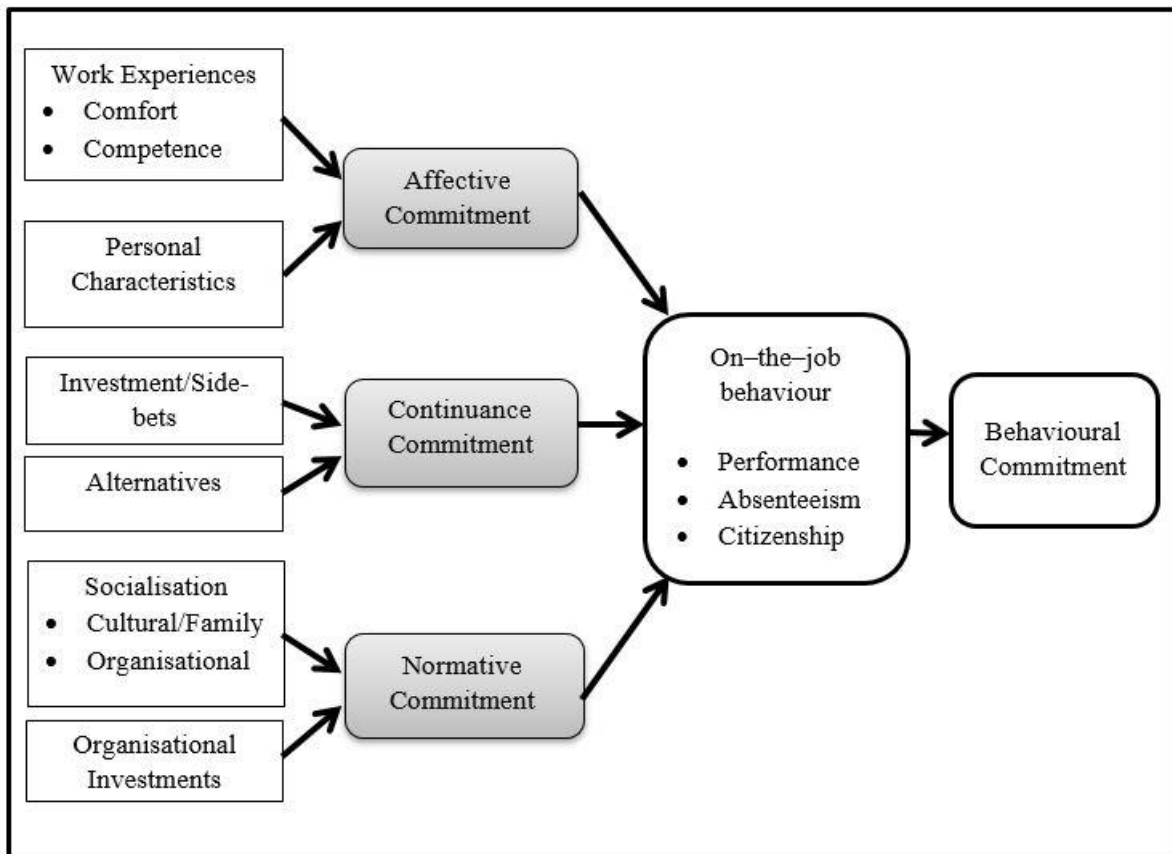 Work Experiences
• Comfort
• Competence
Personal
Characteristics
Investment/Side-
bets
Alternatives
Socialisation
• Cultural/Family
• Organisational
Organisational
Investments
Affective
Commitment
Continuance
Commitment
Normative
Commitment
On–the–job
behaviour
• Performance
• Absenteeism
• Citizenship
Behavioural
Commitment